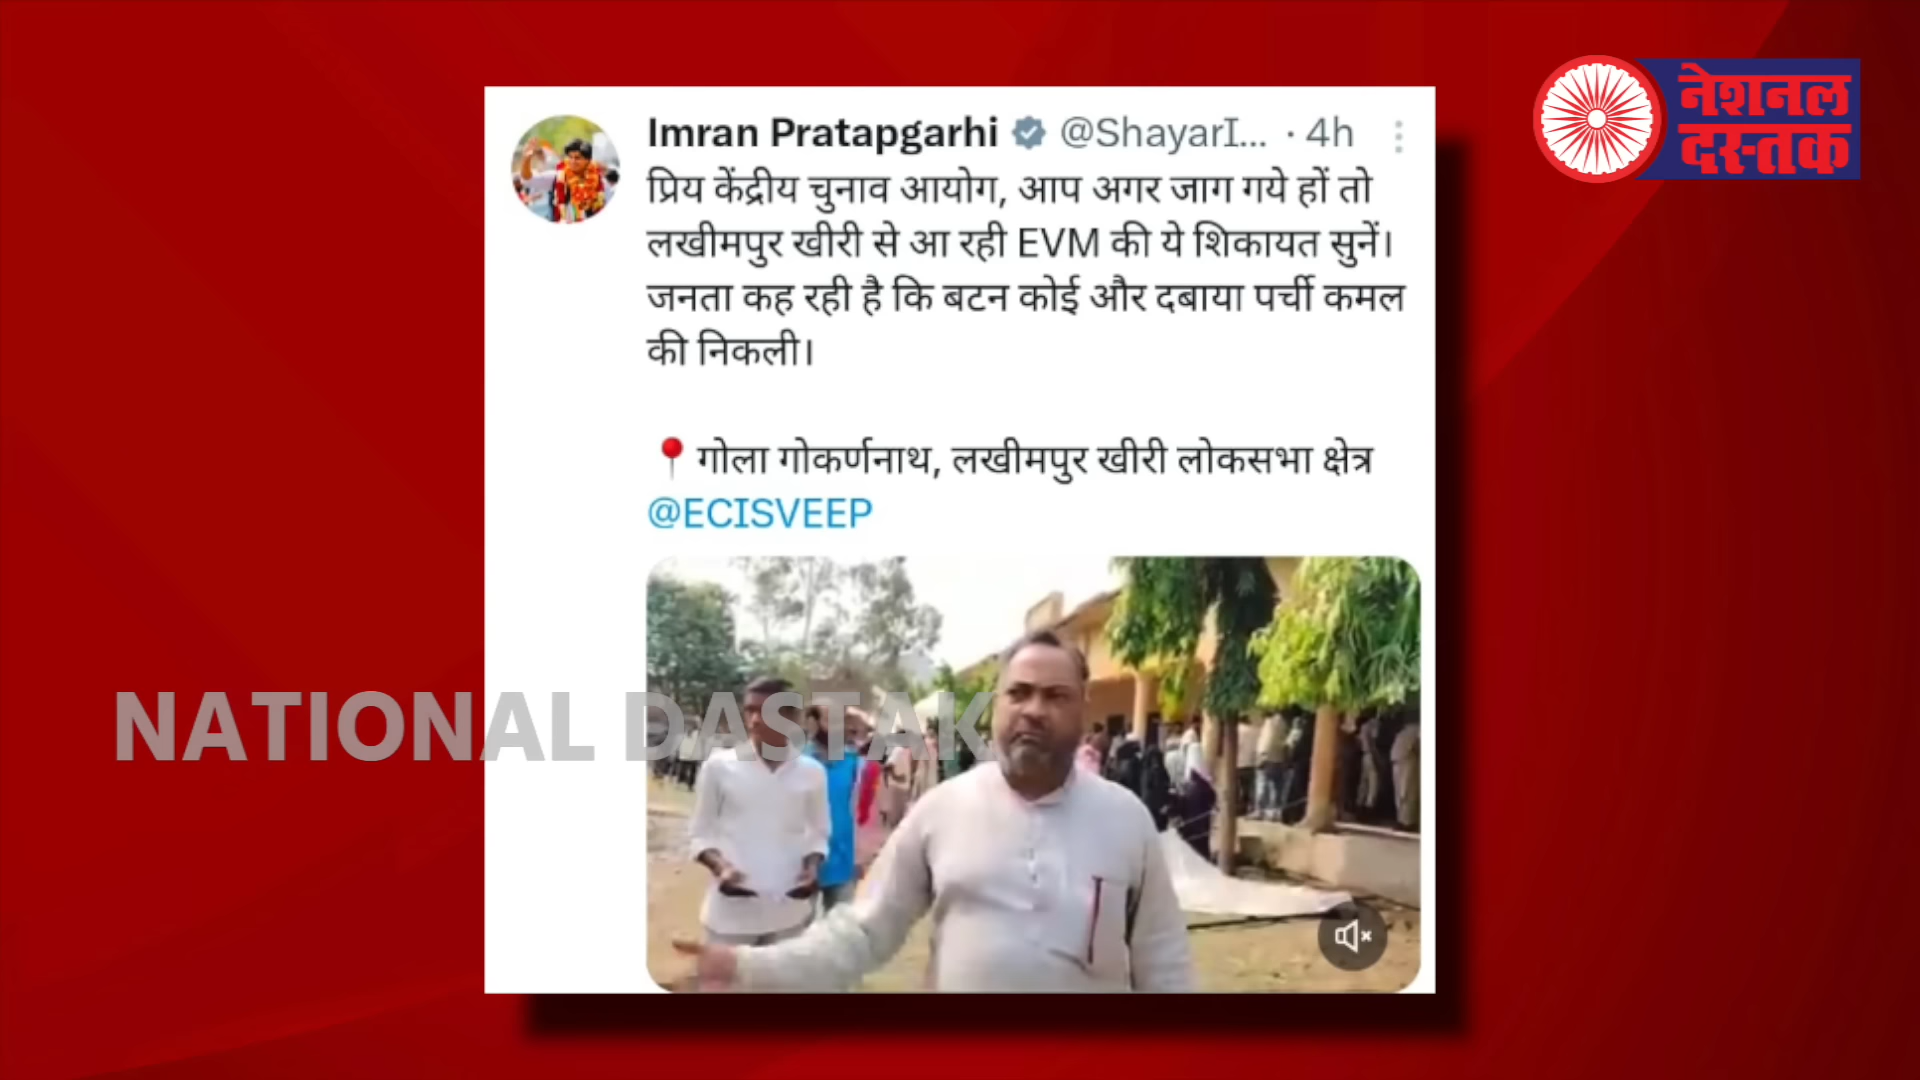 Imran Pratapgarhi @ShayarI... · 4h
प्रिय केंद्रीय चुनाव आयोग, आप अगर जाग गये हों तो
लखीमपुर खीरी से आ रही EVM की ये शिकायत सुनें।
जनता कह रही है कि बटन कोई और दबाया पर्ची कमल
की निकली।
📍गोला गोकर्णनाथ, लखीमपुर खीरी लोकसभा क्षेत्र
@ECISVEEP
नेशनल
दस्तक
NATIONAL DASTAK